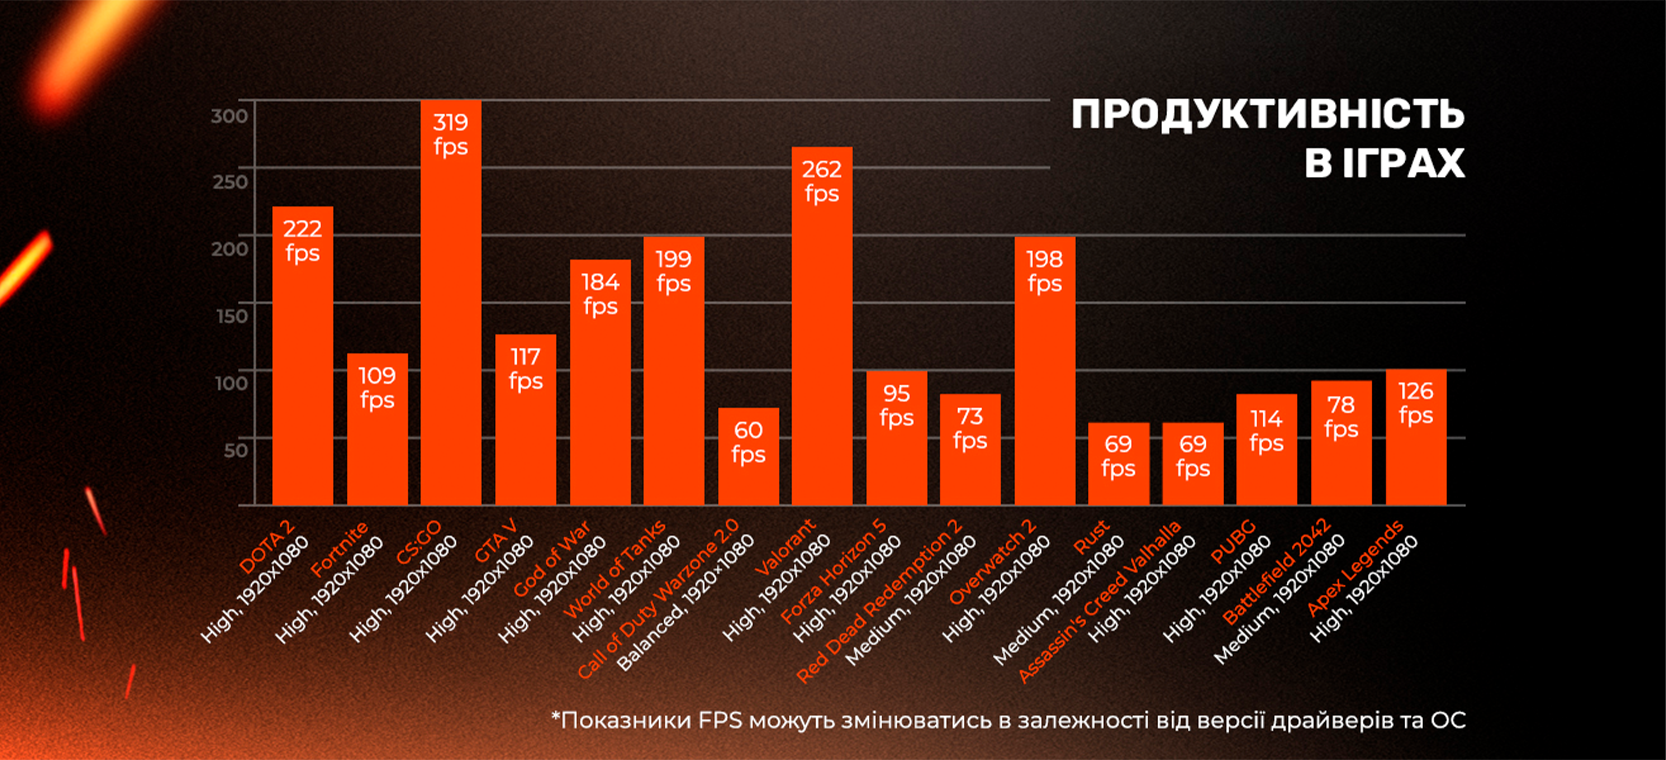 ПРОДУКТИВНІСТЬ
В ІГРАХ
300
250
200
150
100
50
222
fps
109
fps
319
fps
117
fps
184
fps
199
fps
60
fps
262
fps
95
fps
73
fps
198
fps
69
fps
69
fps
114
fps
78
fps
126
fps
DOTA 2
High, 1920x1080
Fortnite
High, 1920x1080
CS:GO
High, 1920x1080
GTA V
High, 1920x1080
God of War
High, 1920x1080
World of Tanks
High, 1920x1080
Call of Duty Warzone 2.0
Balanced, 1920×1080
Valorant
High, 1920x1080
Forza Horizon 5
High, 1920x1080
Red Dead Redemption 2
Medium, 1920x1080
Overwatch 2
High, 1920x1080
Rust
Medium, 1920x1080
Assassin's Creed Valhalla
High, 1920x1080
PUBG
High, 1920x1080
Battlefield 2042
Medium, 1920x1080
Apex Legends
High, 1920x1080
*Показники FPS можуть змінюватись в залежності від версії драйверів та ОС